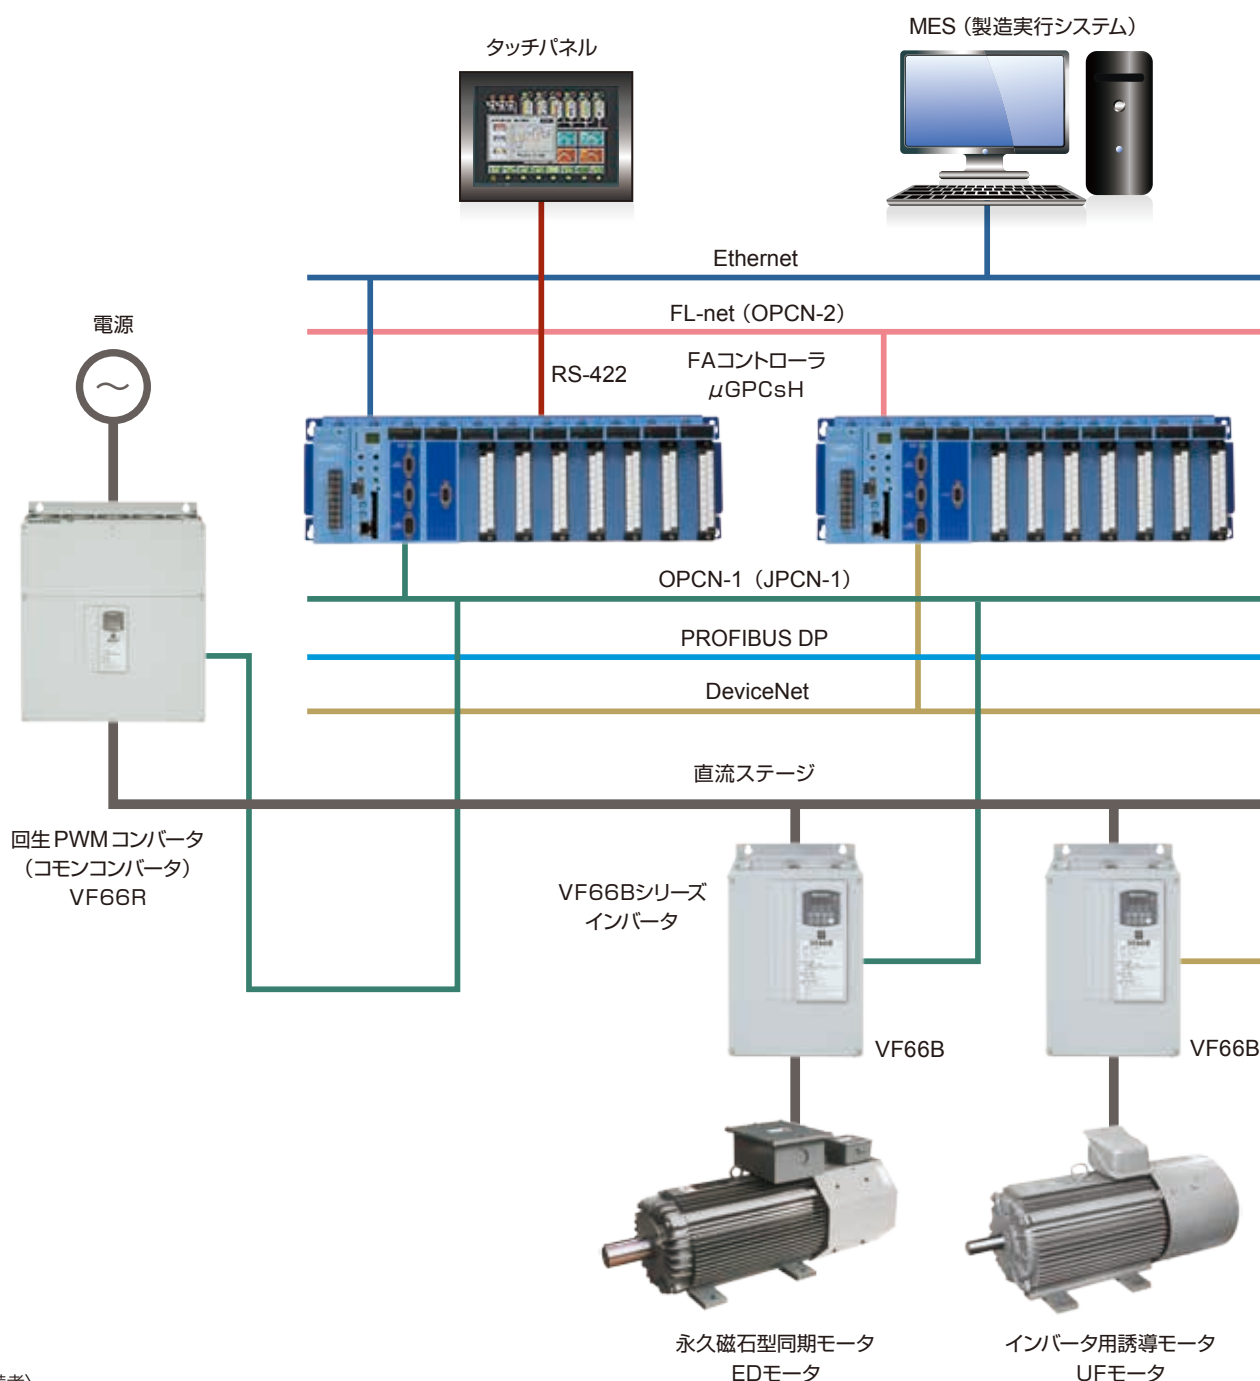 MES（製造実行システム）
タッチパネル
Ethernet
FL-net（OPCN-2）
電源
RS-422
FAコントローラ
μGPCsH
OPCN-1（JPCN-1）
PROFIBUS DP
DeviceNet
直流ステージ
回生PWMコンバータ
（コモンコンバータ）
VF66R
VF66Bシリーズ
インバータ
VF66B
VF66B
永久磁石型同期モータ
EDモータ
インバータ用誘導モータ
UFモータ